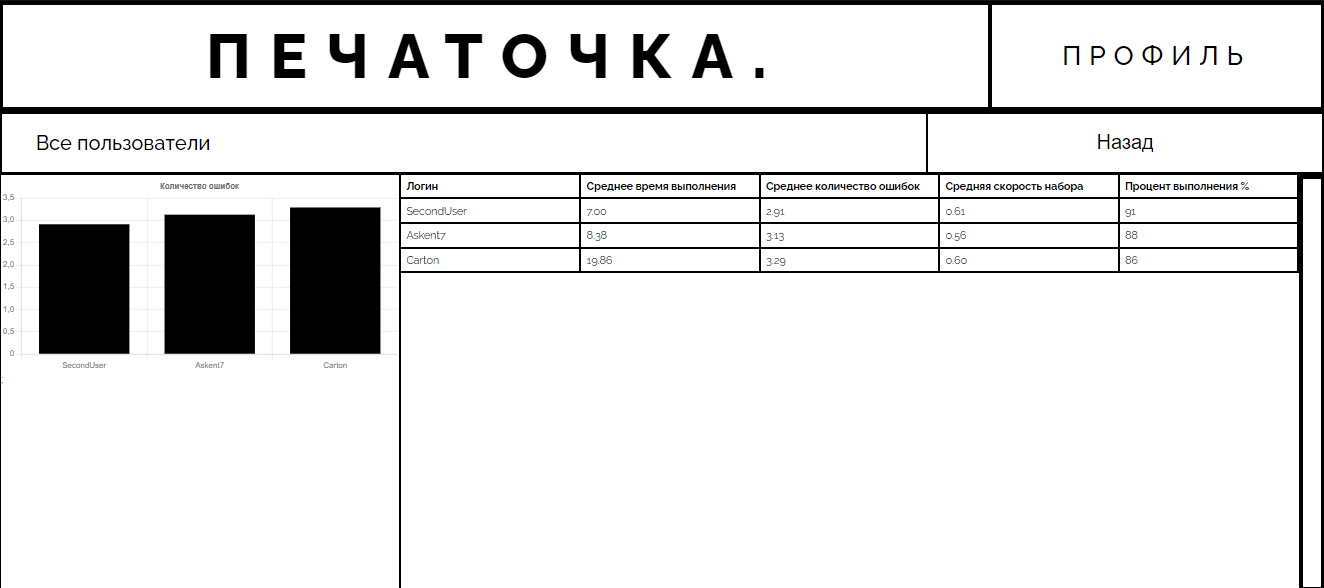 ПЕЧАТОЧКА.
ПРОФИЛЬ
Все пользователи
Назад
Количество ошибок
3,5
3,0
2,5
2,0
1,5
1,0
0,5
0
SecondUser Askent7 Carton
;
Логин Среднее время выполнения Среднее количество ошибок Средняя скорость набора Процент выполнения %
SecondUser 7.00 2.91 0.61 91
Askent7 8.38 3.13 0.56 88
Carton 19.86 3.29 0.60 86